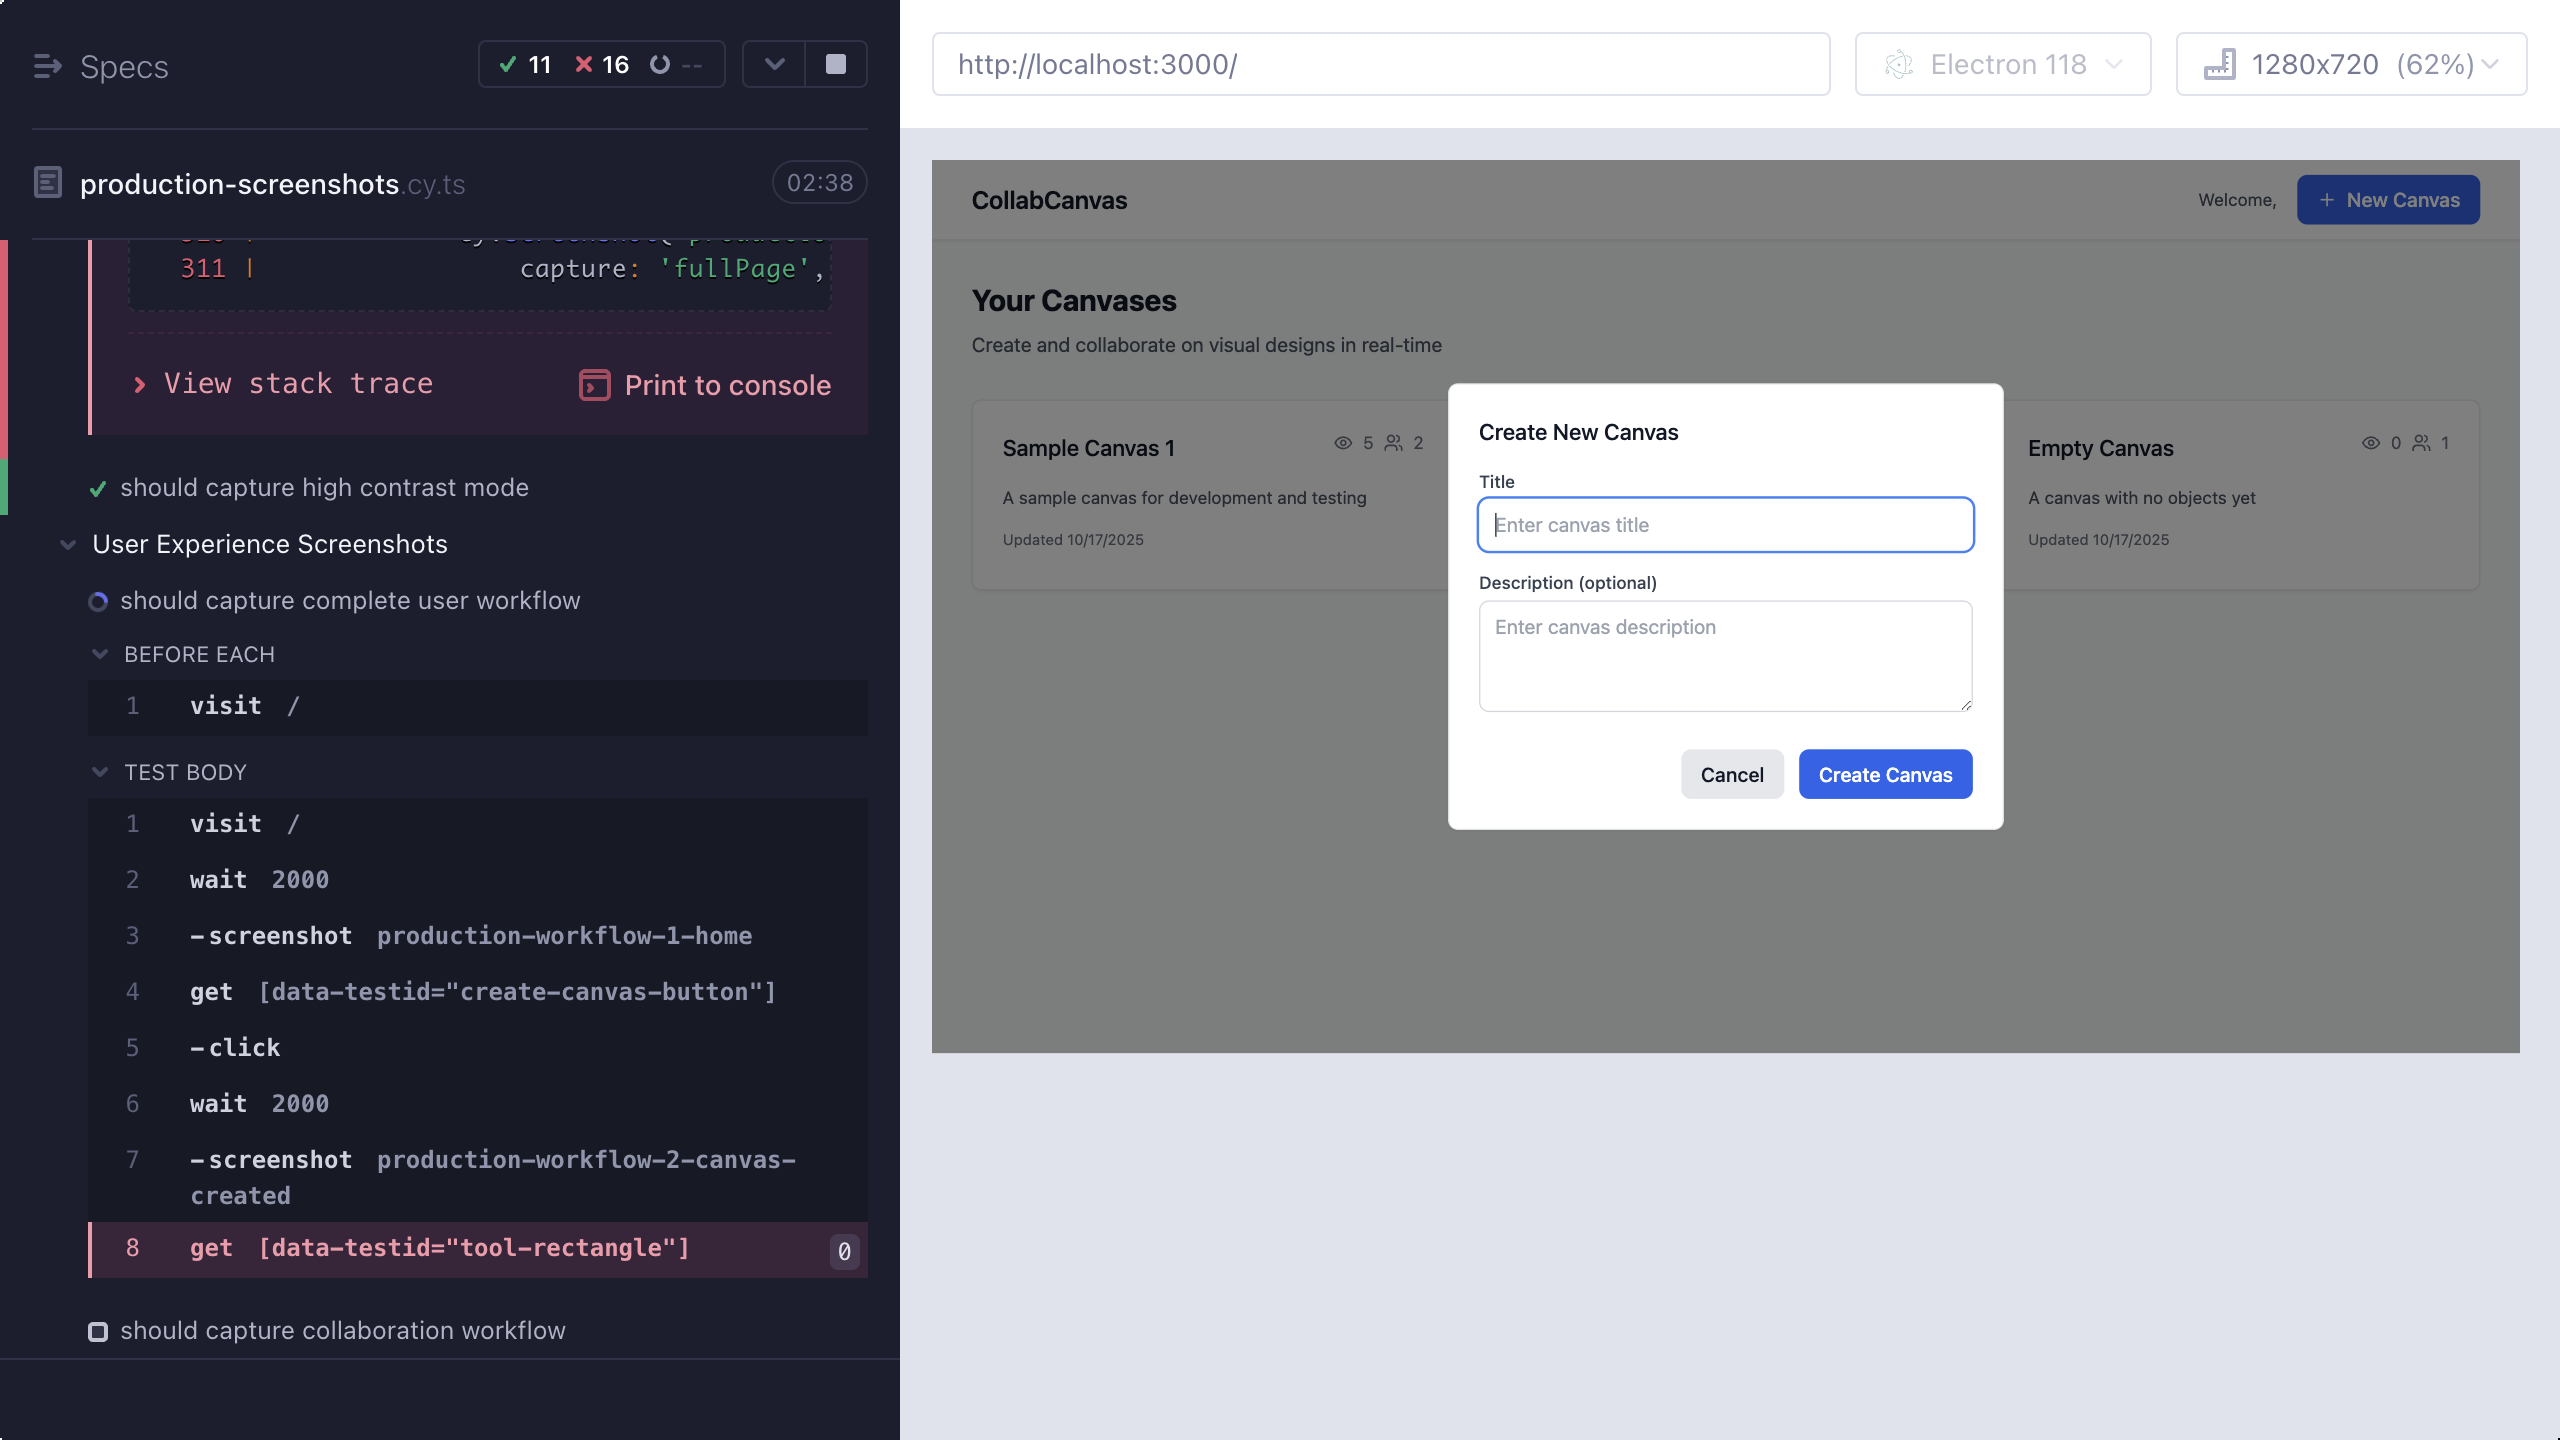 Specs
11 16 --
production-screenshots.cy.ts
02:38
311 | capture: 'fullPage',
View stack trace
Print to console
should capture high contrast mode
User Experience Screenshots
should capture complete user workflow
BEFORE EACH
1 visit /
TEST BODY
1 visit /
2 wait 2000
3 -screenshot production-workflow-1-home
4 get [data-testid="create-canvas-button"]
5 -click
6 wait 2000
7 -screenshot production-workflow-2-canvas-
created
8 get [data-testid="tool-rectangle"] 0
should capture collaboration workflow
http://localhost:3000/
Electron 118
1280x720 (62%)
CollabCanvas
Welcome,
+ New Canvas
Your Canvases
Create and collaborate on visual designs in real-time
Sample Canvas 1
5 2
A sample canvas for development and testing
Updated 10/17/2025
Create New Canvas
Title
Enter canvas title
Description (optional)
Enter canvas description
Cancel
Create Canvas
Empty Canvas
0 1
A canvas with no objects yet
Updated 10/17/2025